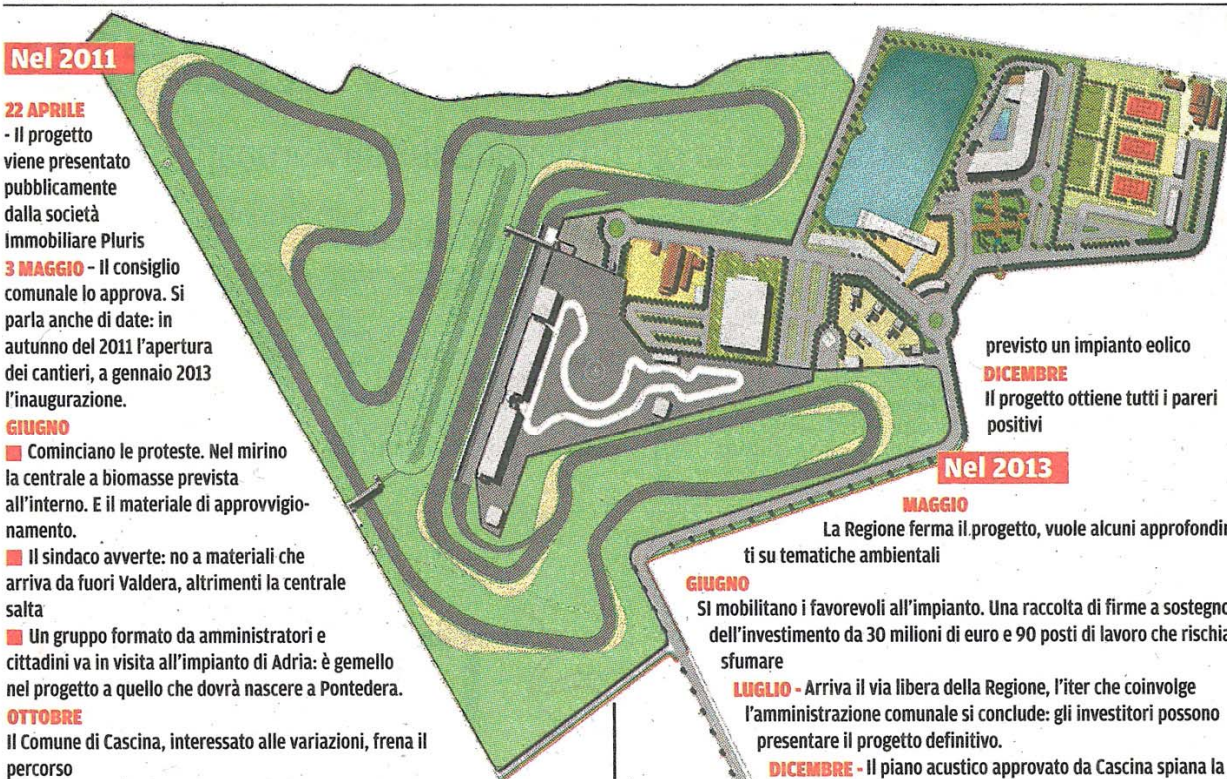 Nel 2011
22 APRILE
- Il progetto
viene presentato
pubblicamente
dalla società
Immobiliare Pluris
3 MAGGIO - Il consiglio
comunale lo approva. Si
parla anche di date: in
autunno del 2011 l'apertura
dei cantieri, a gennaio 2013
l'inaugurazione.
GIUGNO
Cominciano le proteste. Nel mirino
la centrale a biomasse prevista
all'interno. E il materiale di approvvigio-
namento.
Il sindaco avverte: no a materiali che
arriva da fuori Valdera, altrimenti la centrale
salta
Un gruppo formato da amministratori e
cittadini va in visita all'impianto di Adria: è gemello
nel progetto a quello che dovrà nascere a Pontedera.
OTTOBRE
Il Comune di Cascina, interessato alle variazioni, frena il
percorso
previsto un impianto eolico
DICEMBRE
Il progetto ottiene tutti i pareri
positivi
Nel 2013
MAGGIO
La Regione ferma il progetto, vuole alcuni approfondi
ti su tematiche ambientali
GIUGNO
SI mobilitano i favorevoli all'impianto. Una raccolta di firme a sostegno
dell'investimento da 30 milioni di euro e 90 posti di lavoro che rischia
sfumare
LUGLIO - Arriva il via libera della Regione, l'iter che coinvolge
l'amministrazione comunale si conclude: gli investitori possono
presentare il progetto definitivo.
DICEMBRE - Il piano acustico approvato da Cascina spiana la